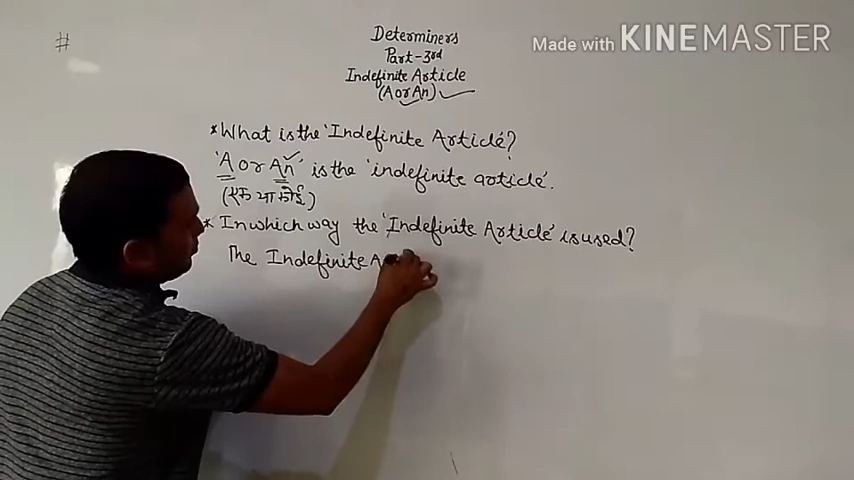 #
Determiners
Part-3rd
Indefinite Article
(A or An)
Made with KINEMASTER
*What is the 'Indefinite Article'?
'A or An' is the 'indefinite article'.
(एक या कोई)
* In which way the 'Indefinite Article' is used?
The Indefinite A